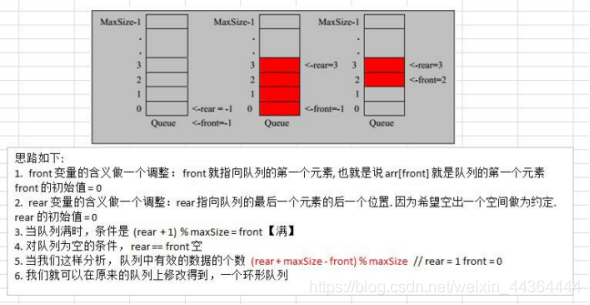 MaxSize-1 MaxSize-1 MaxSize-1
. . .
. . .
3 3 <-rear=3 3 <-rear=3
2 2 2 <-front=2
1 1 1
0 <-rear = -1 0 <-front=-1 0
Queue <-front=-1 Queue Queue
思路如下:
1. front 变量的含义做一个调整： front 就指向队列的第一个元素, 也就是说 arr[front] 就是队列的第一个元素
front 的初始值 = 0
2. rear 变量的含义做一个调整：rear 指向队列的最后一个元素的后一个位置. 因为希望空出一个空间做为约定.
rear 的初始值 = 0
3. 当队列满时，条件是 (rear + 1) % maxSize = front 【满】
4. 对队列为空的条件， rear == front 空
5. 当我们这样分析， 队列中有效的数据的个数 (rear + maxSize - front) % maxSize // rear = 1 front = 0
6. 我们就可以在原来的队列上修改得到，一个环形队列
https://blog.csdn.net/weixin_44364444